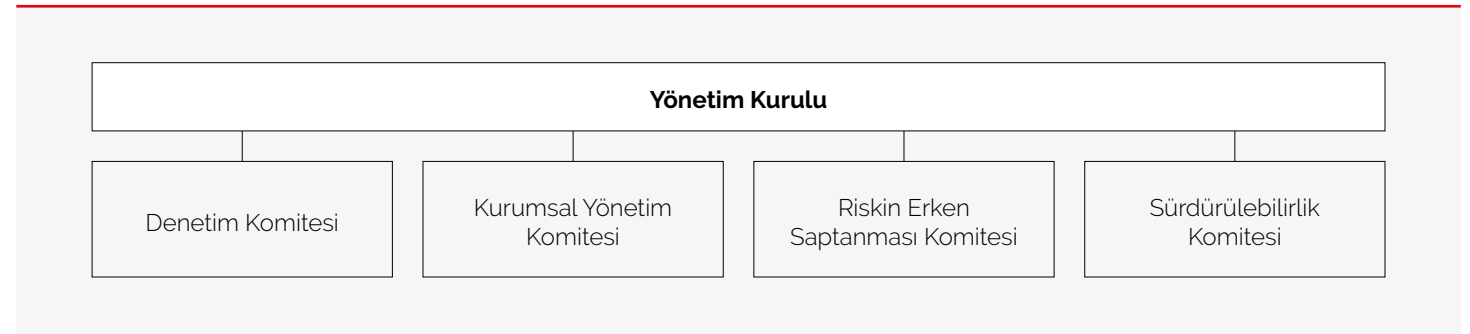 Yönetim Kurulu
Denetim Komitesi
Kurumsal Yönetim
Komitesi
Riskin Erken
Saptanması Komitesi
Sürdürülebilirlik
Komitesi